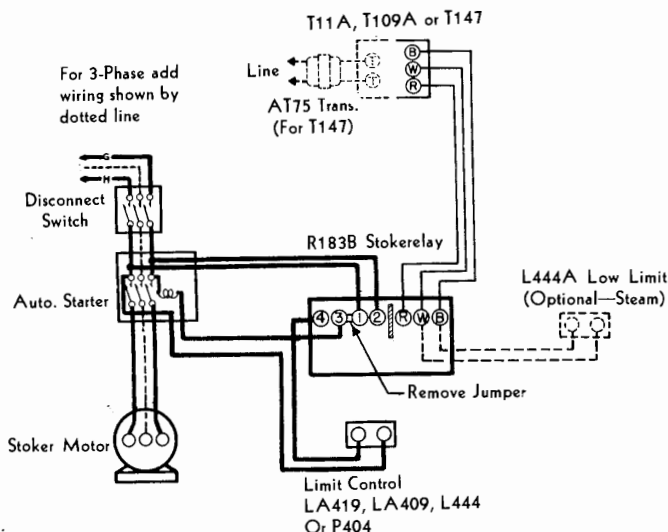 T11A, T109A or T147
For 3-Phase add
wiring shown by
dotted line
Line
T
T
B
W
R
AT75 Trans.
(For T147)
G
H
Disconnect
Switch
R183B Stokerelay
L444A Low Limit
(Optional—Steam)
Auto. Starter
4 3 1 2 R W B
Remove Jumper
Stoker Motor
Limit Control
LA419, LA409, L444
Or P404